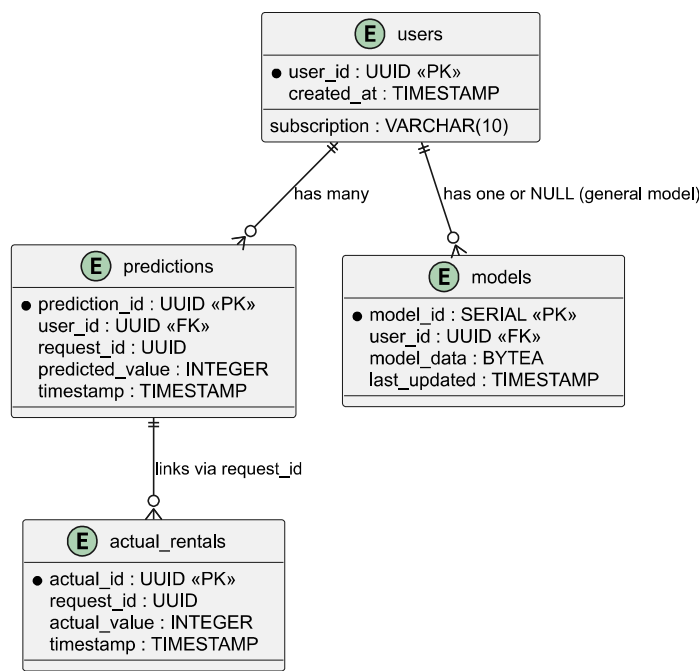 E users
user_id : UUID «PK»
created_at : TIMESTAMP
subscription : VARCHAR(10)
has many
has one or NULL (general model)
E predictions
prediction_id : UUID «PK»
user_id : UUID «FK»
request_id : UUID
predicted_value : INTEGER
timestamp : TIMESTAMP
E models
model_id : SERIAL «PK»
user_id : UUID «FK»
model_data : BYTEA
last_updated : TIMESTAMP
links via request_id
E actual_rentals
actual_id : UUID «PK»
request_id : UUID
actual_value : INTEGER
timestamp : TIMESTAMP